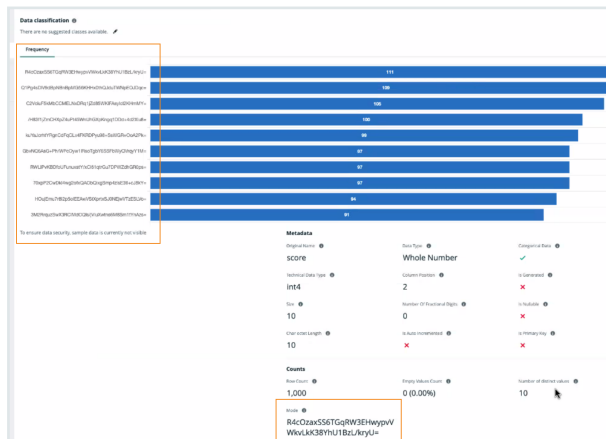 Data classification
There are no suggested classes available.
Frequency
111
109
105
100
99
97
97
97
94
91
To ensure data security, sample data is currently not visible
Metadata
Original Name
Data Type
Categorical Data
score
Whole Number
Technical Data Type
Column Position
Is Generated
int4
2
Size
Number Of Fractional Digits
Is Nullable
10
0
Character Length
Is Auto Incremented
Is Primary Key
10
Counts
Row Count
Empty Values Count
Number of distinct values
1,000
0 (0.00%)
10
Mode
R4cOzaxSS6TGqRW3EHwypvV
WkvLkK38YhU1BzL/kryU=